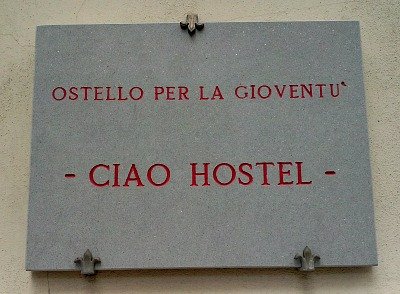 OSTELLO PER LA GIOVENTU`
- CIAO HOSTEL -